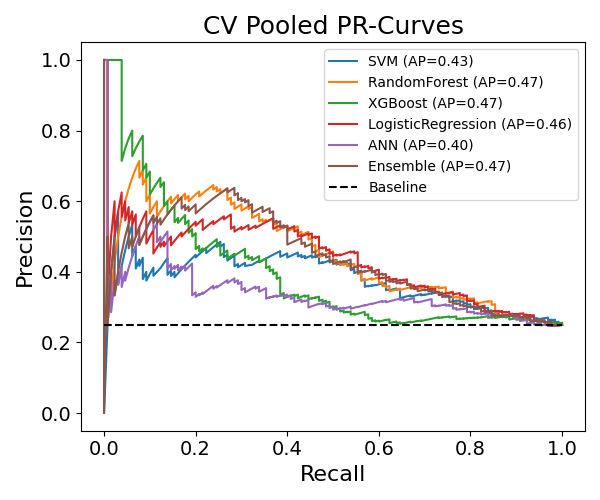 CV Pooled PR-Curves
Precision
1.0
0.8
0.6
0.4
0.2
0.0
SVM (AP=0.43)
RandomForest (AP=0.47)
XGBoost (AP=0.47)
LogisticRegression (AP=0.46)
ANN (AP=0.40)
Ensemble (AP=0.47)
Baseline
0.0 0.2 0.4 0.6 0.8 1.0
Recall